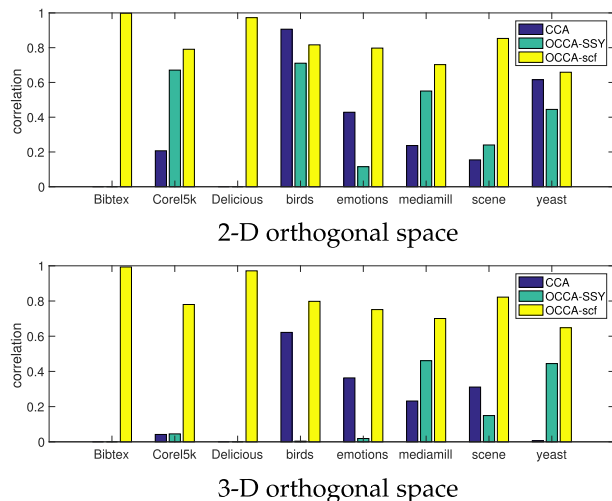 1
0.8
0.6
0.4
0.2
0
correlation
CCA
OCCA-SSY
OCCA-scf
Bibtex Corel5k Delicious birds emotions mediamill scene yeast
2-D orthogonal space
1
0.8
0.6
0.4
0.2
0
correlation
CCA
OCCA-SSY
OCCA-scf
Bibtex Corel5k Delicious birds emotions mediamill scene yeast
3-D orthogonal space